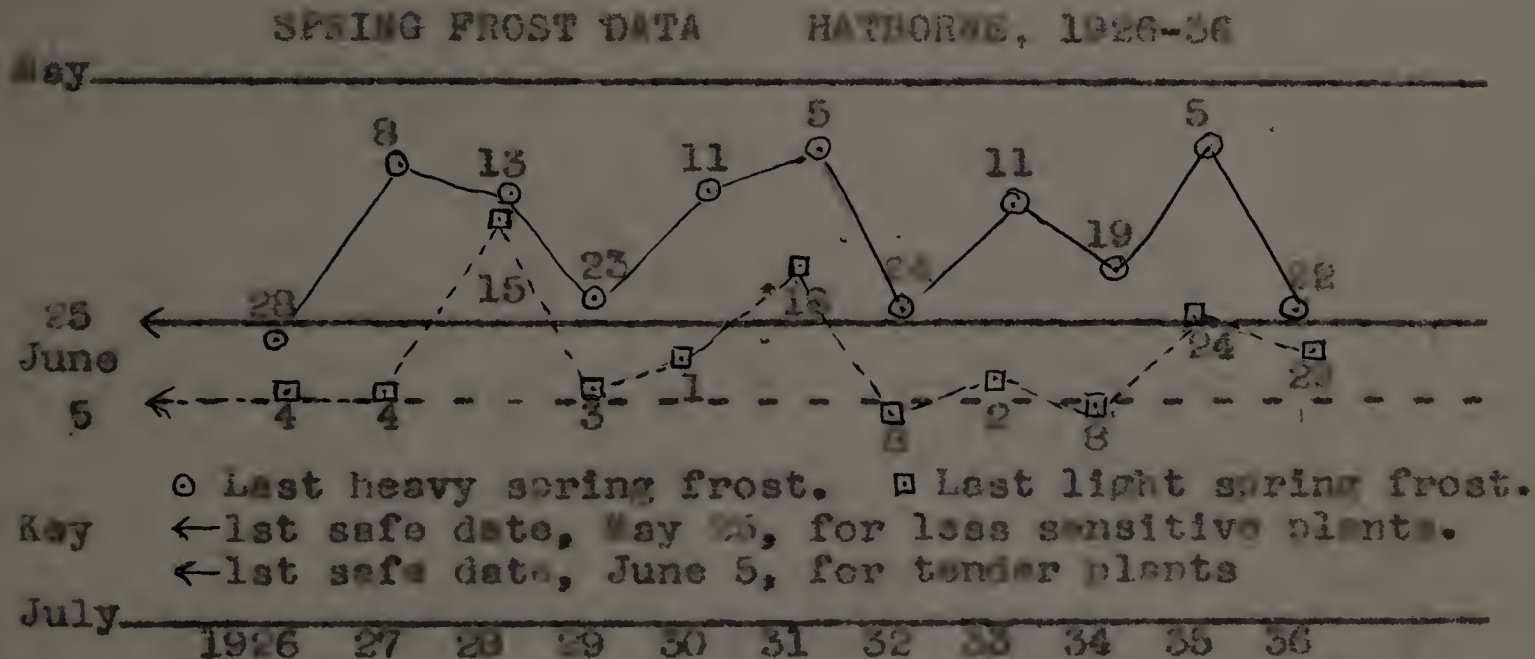 SPRING FROST DATA HATHORNE, 1926-36
May
8 13 11 5 11 5
28 23 24 19 22
15 18
25
June 1 24
5 4 4 3 8 2 8
Last heavy spring frost. Last light spring frost.
Key ←1st safe date, May 25, for less sensitive plants.
←1st safe date, June 5, for tender plants
July
1926 27 28 29 30 31 32 33 34 35 36